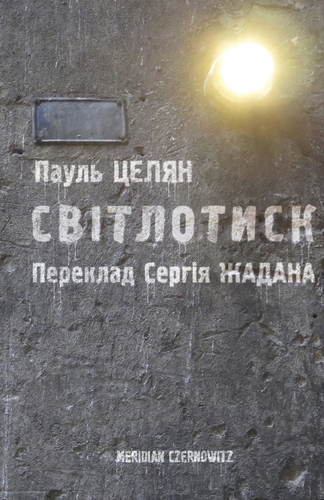 Пауль ЦЕЛЯН
СВІТЛОТИСК
Переклад Сергія ЖАДАНА
MERIDIAN CZERNOWITZ